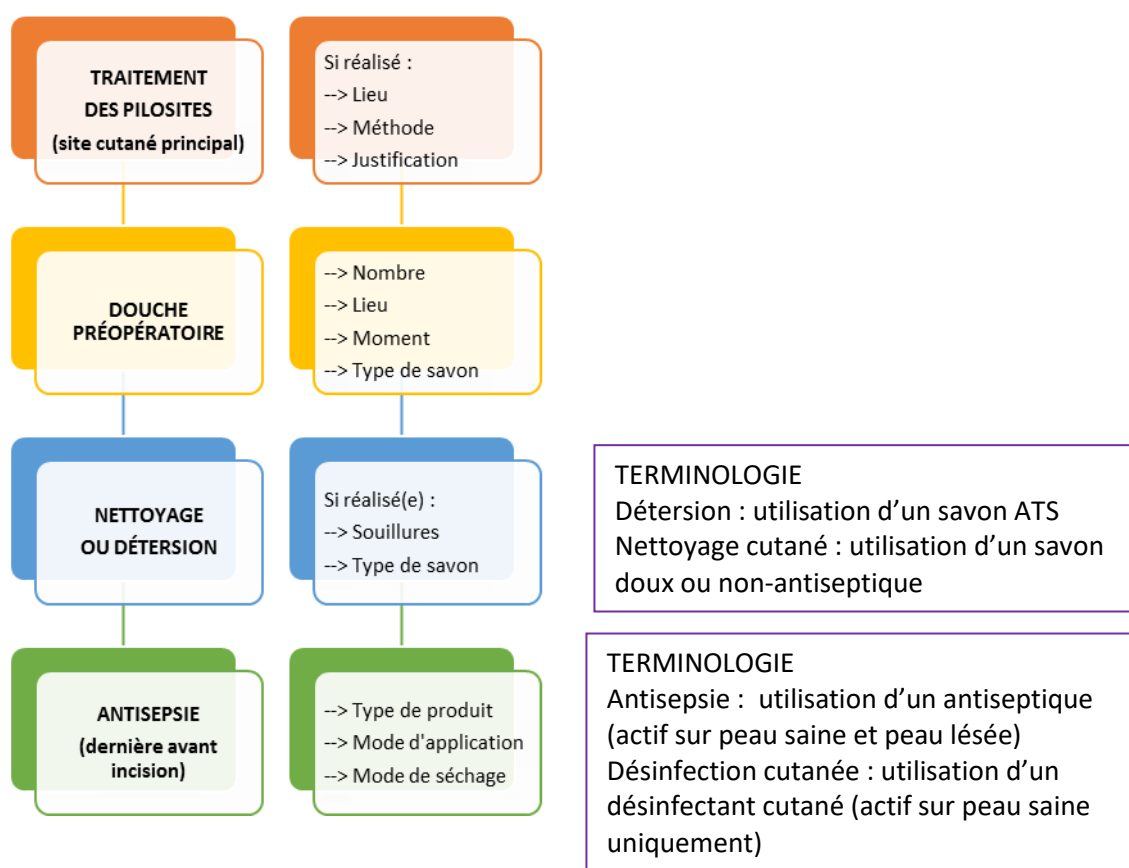 TRAITEMENT
DES PILOSITES
(site cutané principal)
Si réalisé :
--> Lieu
--> Méthode
--> Justification
DOUCHE
PRÉOPÉRATOIRE
--> Nombre
--> Lieu
--> Moment
--> Type de savon
NETTOYAGE
OU DÉTERSION
Si réalisé(e) :
--> Souillures
--> Type de savon
TERMINOLOGIE
Détersion : utilisation d’un savon ATS
Nettoyage cutané : utilisation d’un savon
doux ou non-antiseptique
ANTISEPSIE
(dernière avant
incision)
--> Type de produit
--> Mode d'application
--> Mode de séchage
TERMINOLOGIE
Antisepsie : utilisation d’un antiseptique
(actif sur peau saine et peau lésée)
Désinfection cutanée : utilisation d’un
désinfectant cutané (actif sur peau saine
uniquement)